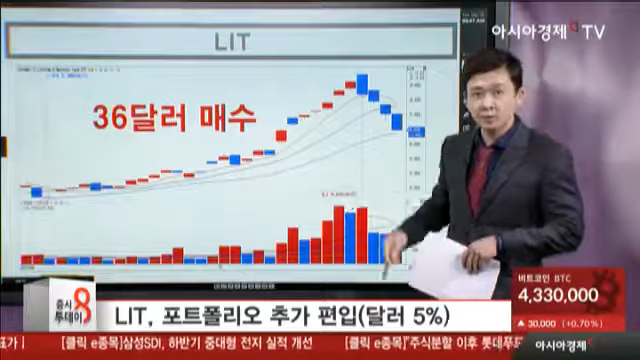 아시아경제 TV
LIT
36달러 매수
비트코인 BTC
4,330,000
▲ 30,000 (+0.70%)
증시
투데이
8
LIT, 포트폴리오 추가 편입(달러 5%)
[클릭 e종목]삼성SDI, 하반기 중대형 전지 실적 개선
[클릭 e종목]"주식분할 이후 롯데푸
아시아경제